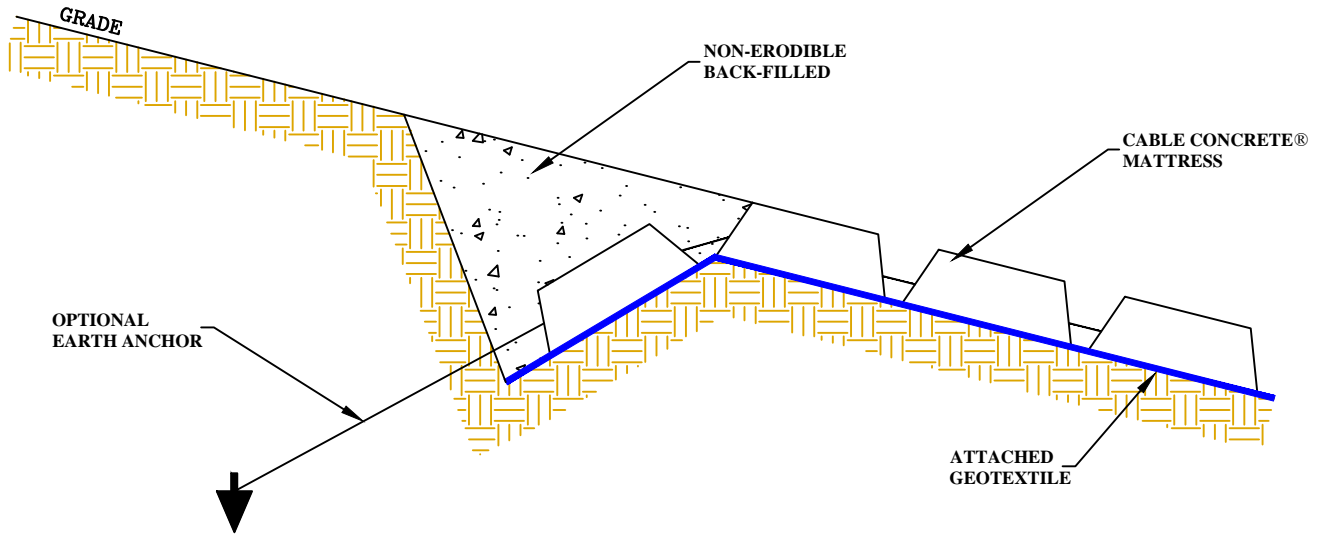 GRADE
NON-ERODIBLE
BACK-FILLED
CABLE CONCRETE®
MATTRESS
OPTIONAL
EARTH ANCHOR
ATTACHED
GEOTEXTILE